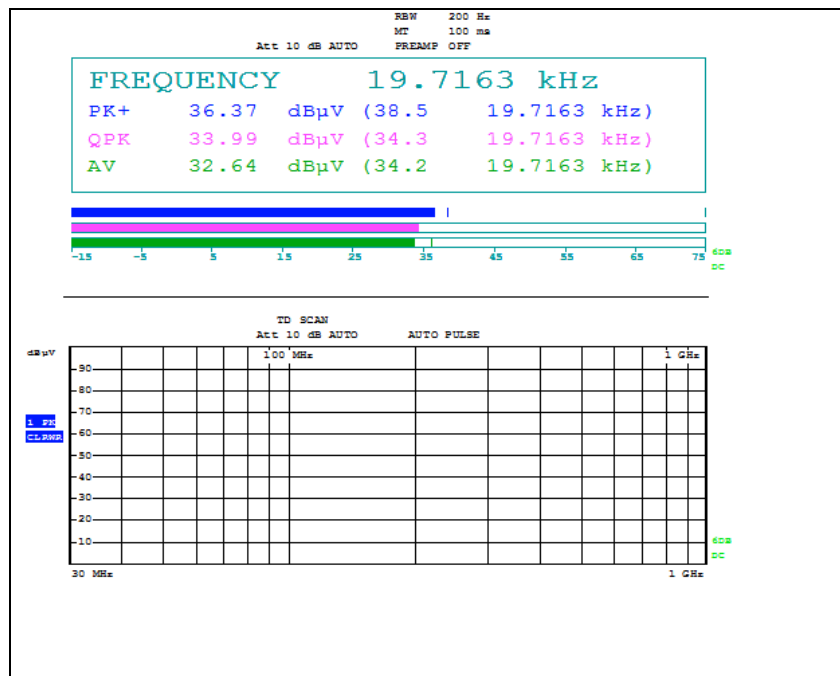 RBW 200 Hz
MT 100 ms
Att 10 dB AUTO PREAMP OFF
FREQUENCY 19.7163 kHz
PK+ 36.37 dBµV (38.5 19.7163 kHz)
QPK 33.99 dBµV (34.3 19.7163 kHz)
AV 32.64 dBµV (34.2 19.7163 kHz)
-15 -5 5 15 25 35 45 55 65 75
6DB
DC
TD SCAN
Att 10 dB AUTO AUTO PULSE
dBµV
100 MHz 1 GHz
90
80
70
1 PK
60
CLRWR
50
40
30
20
10
6DB
DC
30 MHz 1 GHz